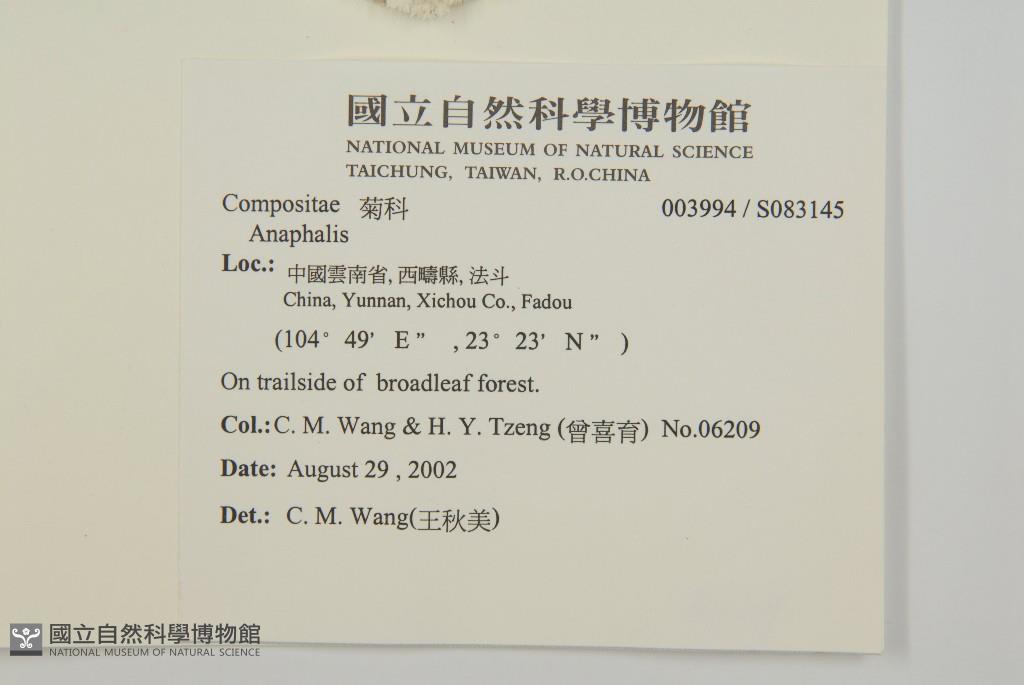 國立自然科學博物館
NATIONAL MUSEUM OF NATURAL SCIENCE
TAICHUNG, TAIWAN, R.O.CHINA
Compositae 菊科 003994 / S083145
Anaphalis
Loc.: 中國雲南省, 西疇縣, 法斗
China, Yunnan, Xichou Co., Fadou
(104° 49’ E ” , 23° 23’ N ” )
On trailside of broadleaf forest.
Col.: C. M. Wang & H. Y. Tzeng (曾喜育) No.06209
Date: August 29 , 2002
Det.: C. M. Wang(王秋美)
國立自然科學博物館
NATIONAL MUSEUM OF NATURAL SCIENCE